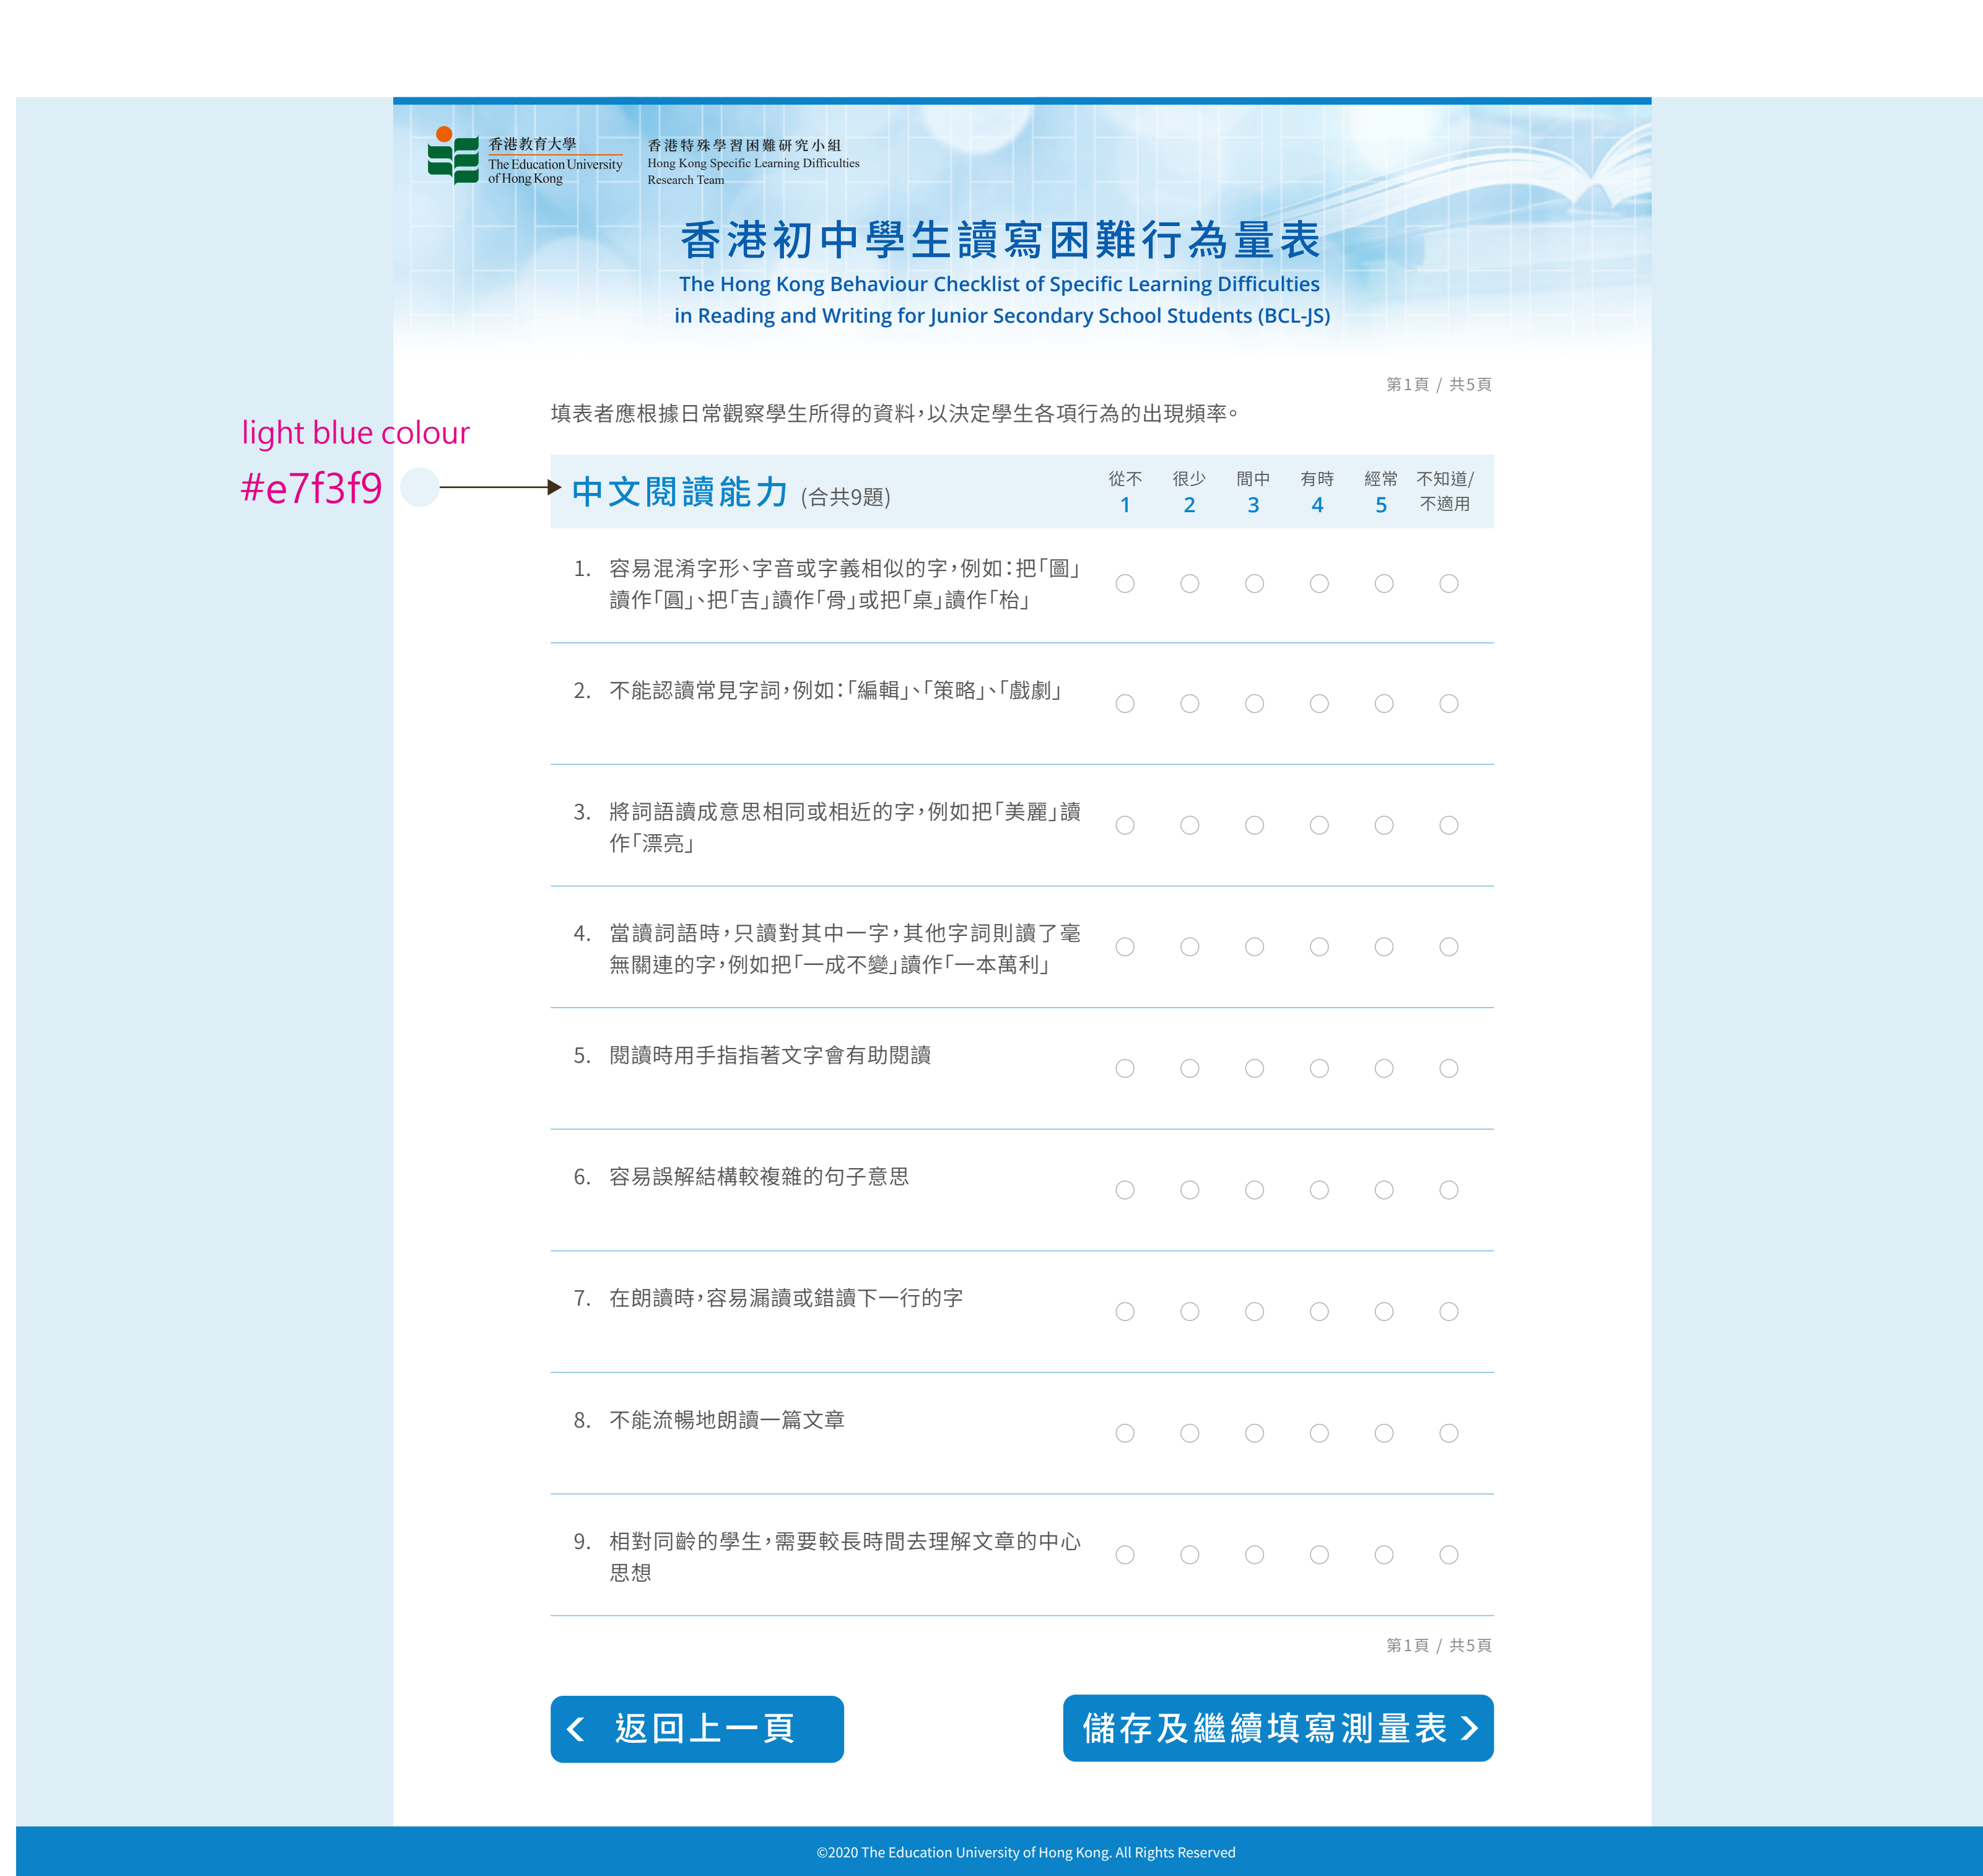 香港教育大學
The Education University
of Hong Kong
香港特殊學習困難研究小組
Hong Kong Specific Learning Difficulties
Research Team
香港初中學生讀寫困難行為量表
The Hong Kong Behaviour Checklist of Specific Learning Difficulties
in Reading and Writing for Junior Secondary School Students (BCL-JS)
第1頁 / 共5頁
填表者應根據日常觀察學生所得的資料，以決定學生各項行為的出現頻率。
light blue colour
#e7f3f9
中文閱讀能力 (合共9題)
從不 很少 間中 有時 經常 不知道/
1 2 3 4 5 不適用
1. 容易混淆字形、字音或字義相似的字，例如：把「圖」
讀作「圓」、把「吉」讀作「骨」或把「桌」讀作「枱」
2. 不能認讀常見字詞，例如：「編輯」、「策略」、「戲劇」
3. 將詞語讀成意思相同或相近的字，例如把「美麗」讀
作「漂亮」
4. 當讀詞語時，只讀對其中一字，其他字詞則讀了毫
無關連的字，例如把「一成不變」讀作「一本萬利」
5. 閱讀時用手指指著文字會有助閱讀
6. 容易誤解結構較複雜的句子意思
7. 在朗讀時，容易漏讀或錯讀下一行的字
8. 不能流暢地朗讀一篇文章
9. 相對同齡的學生，需要較長時間去理解文章的中心
思想
第1頁 / 共5頁
返回上一頁
儲存及繼續填寫測量表
©2020 The Education University of Hong Kong. All Rights Reserved